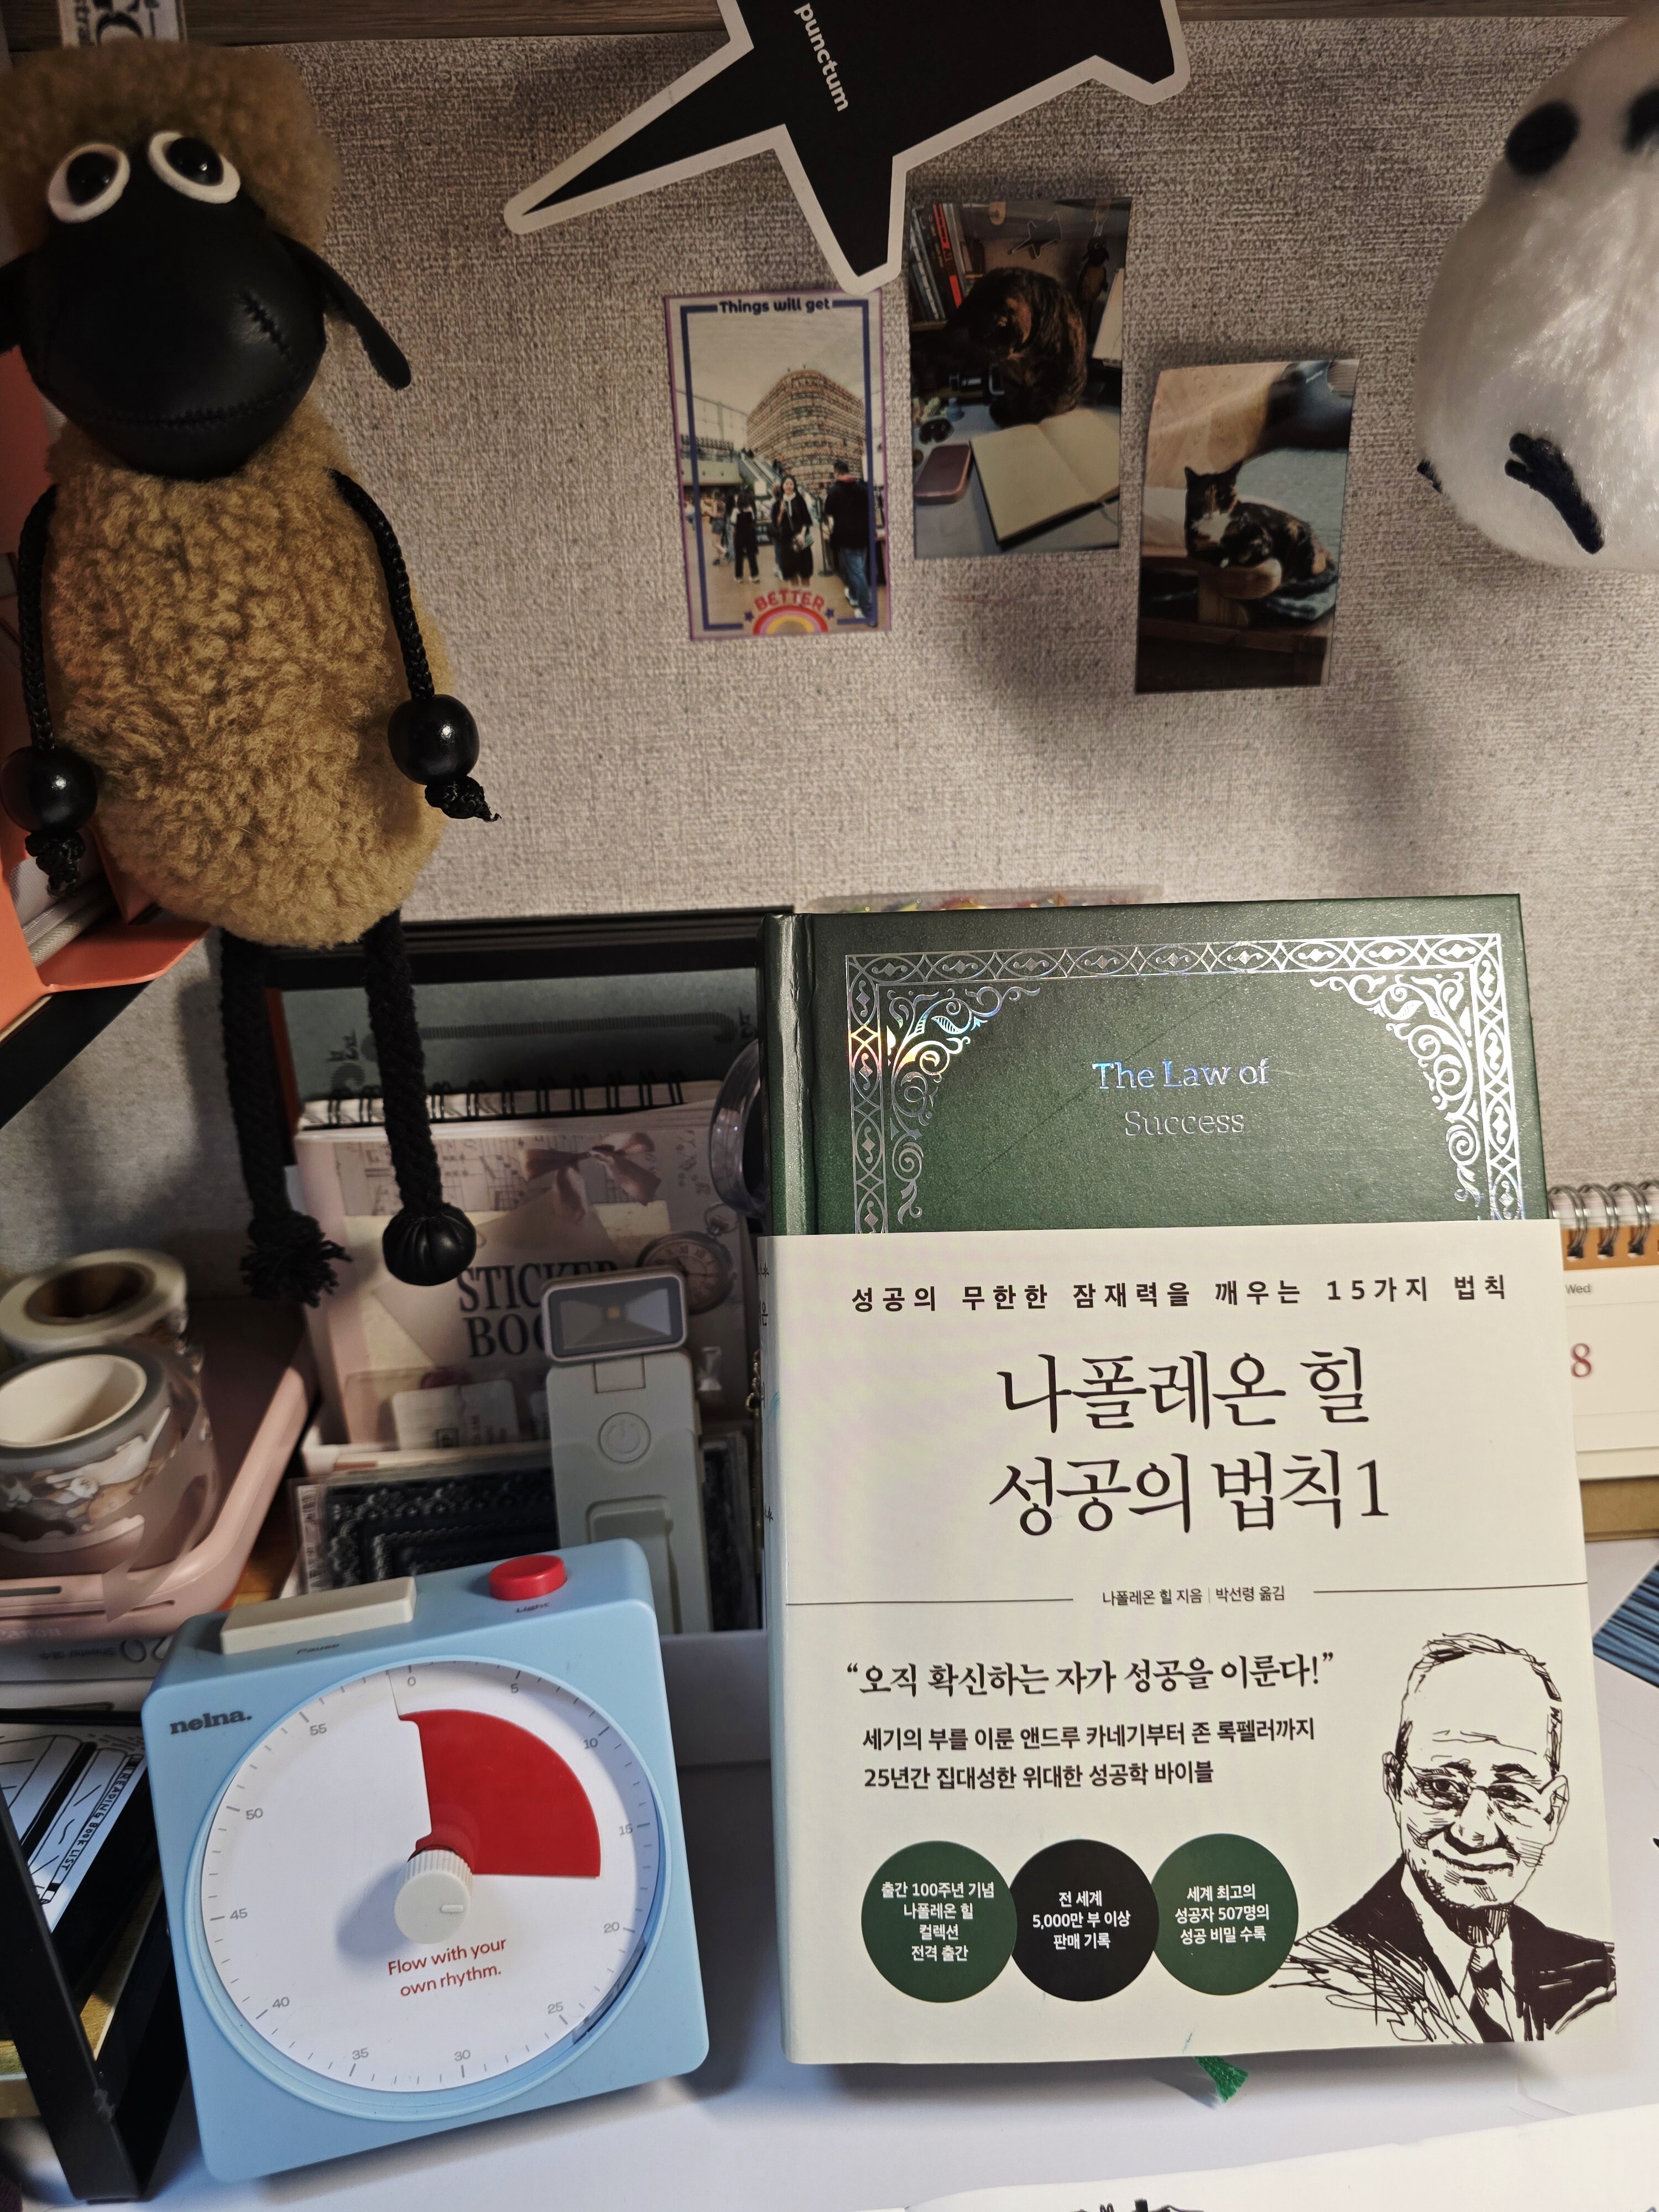 punctum
Things will get
BETTER
The Law of
Success
성공의 무한한 잠재력을 깨우는 15가지 법칙
나폴레온 힐
성공의 법칙1
나폴레온 힐 지음 | 박선령 옮김
“오직 확신하는 자가 성공을 이룬다!”
세기의 부를 이룬 앤드루 카네기부터 존 록펠러까지
25년간 집대성한 위대한 성공학 바이블
출간 100주년 기념
나폴레온 힐
컬렉션
전격 출간
전 세계
5,000만 부 이상
판매 기록
세계 최고의
성공자 507명의
성공 비밀 수록
Wed
8
STICKER
BOO
Pause
Light
nelna.
0
5
10
15
20
25
30
35
40
45
50
55
Flow with your
own rhythm.
READING BOOK LIST